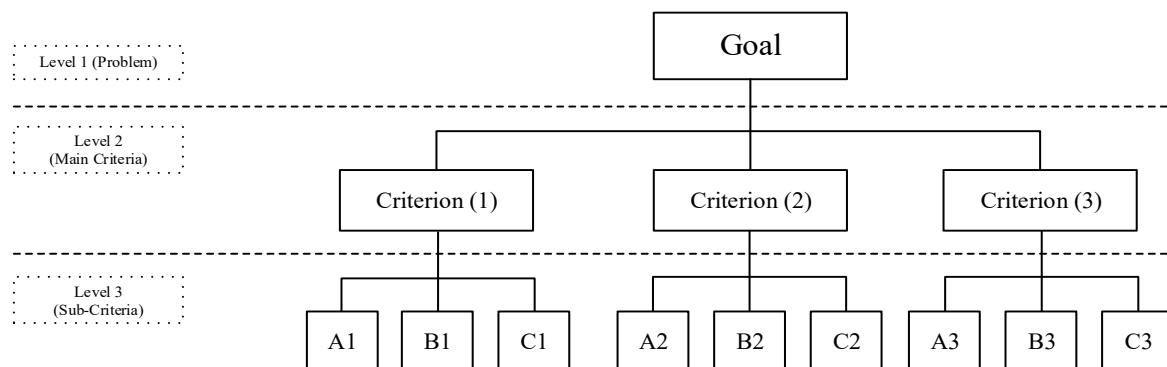 Goal
Level 1 (Problem)
Level 2
(Main Criteria)
Criterion (1)
Criterion (2)
Criterion (3)
Level 3
(Sub-Criteria)
A1
B1
C1
A2
B2
C2
A3
B3
C3